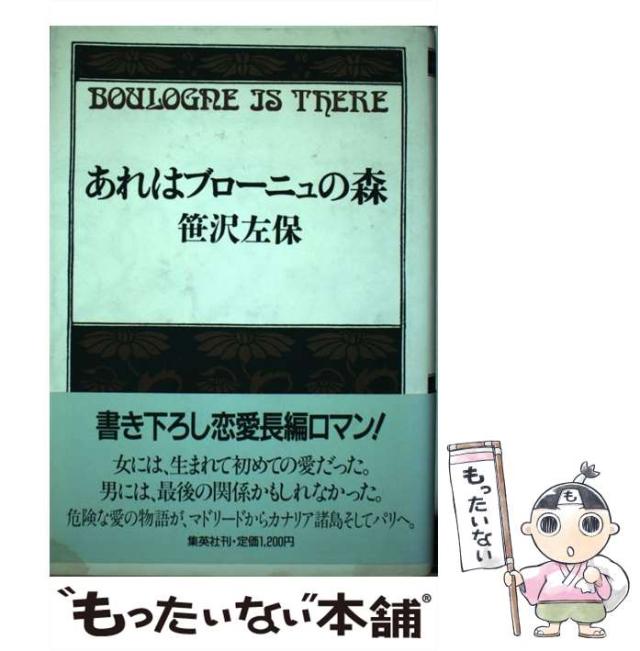 BOULOGNE IS THERE
あれはブローニュの森
笹沢左保
書き下ろし恋愛長編ロマン!
女には、生まれて初めての愛だった。
男には、最後の関係かもしれなかった。
危険な愛の物語が、マドリードからカナリア諸島そしてパリへ。
集英社刊・定価1,200円
"もったいない"本舗®
もったいない
も